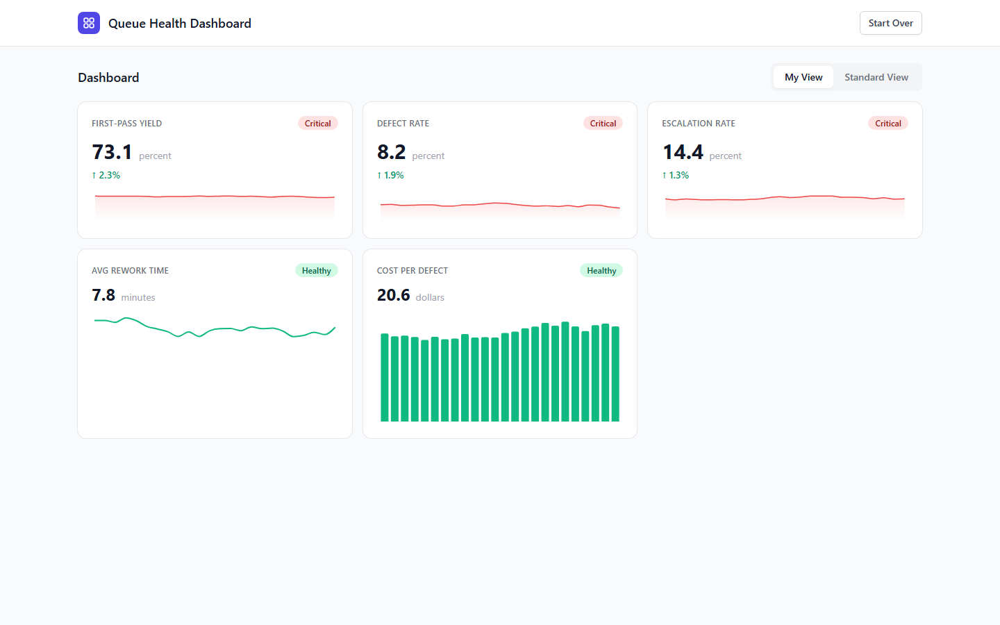 Queue Health Dashboard
Start Over
Dashboard
My View
Standard View
FIRST-PASS YIELD
Critical
73.1 percent
↑ 2.3%
DEFECT RATE
Critical
8.2 percent
↑ 1.9%
ESCALATION RATE
Critical
14.4 percent
↑ 1.3%
AVG REWORK TIME
Healthy
7.8 minutes
COST PER DEFECT
Healthy
20.6 dollars